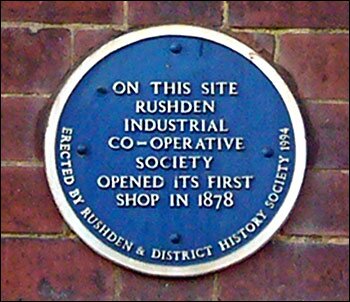 ON THIS SITE
RUSHDEN
INDUSTRIAL
CO-OPERATIVE
SOCIETY
OPENED ITS FIRST
SHOP IN 1878
ERECTED BY RUSHDEN & DISTRICT HISTORY SOCIETY 1994